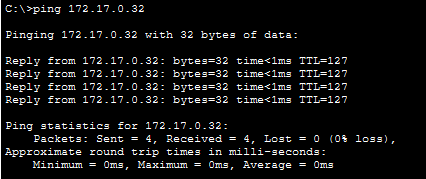 C:\>ping 172.17.0.32
Pinging 172.17.0.32 with 32 bytes of data:
Reply from 172.17.0.32: bytes=32 time<1ms TTL=127
Reply from 172.17.0.32: bytes=32 time<1ms TTL=127
Reply from 172.17.0.32: bytes=32 time<1ms TTL=127
Reply from 172.17.0.32: bytes=32 time<1ms TTL=127
Ping statistics for 172.17.0.32:
    Packets: Sent = 4, Received = 4, Lost = 0 (0% loss),
Approximate round trip times in milli-seconds:
    Minimum = 0ms, Maximum = 0ms, Average = 0ms